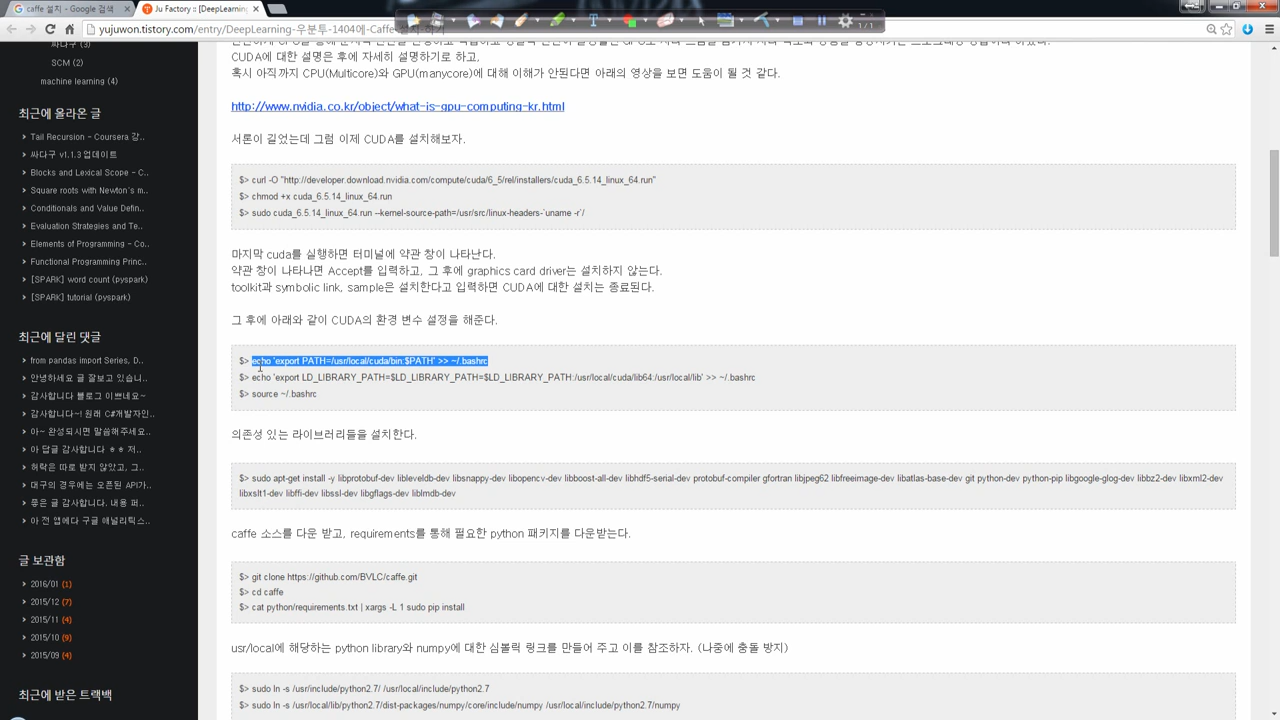 caffe 설치 - Google 검색
Ju Factory :: [DeepLearning
1/1
yujuwon.tistory.com/entry/DeepLearning-우분투-1404에-Caffe-설치-하기
싸다구 (3)
SCM (2)
machine learning (4)
최근에 올라온 글
Tail Recursion - Coursera 강..
싸다구 v1.1.3 업데이트
Blocks and Lexical Scope - C..
Square roots with Newton's m..
Conditionals and Value Defin..
Evaluation Strategies and Te..
Elements of Programming - Co..
Functional Programming Princ..
[SPARK] word count (pyspark)
[SPARK] tutorial (pyspark)
최근에 달린 댓글
from pandas import Series, D..
안녕하세요 글 잘보고 있습니..
감사합니다 블로그 이쁘네요~
감사합니다~! 원래 C#개발자인..
아~ 완성되시면 말씀해주세요..
아 답글 감사합니다 ㅎㅎ 저..
허락은 따로 받지 않았고, 그..
대구의 경우에는 오픈된 API가..
좋은 글 감사합니다. 내용 퍼..
아 전 앱에다 구글 애널리틱스..
글 보관함
2016/01 (1)
2015/12 (7)
2015/11 (4)
2015/10 (9)
2015/09 (4)
최근에 받은 트랙백
CUDA에 대한 설명은 후에 자세히 설명하기로 하고,
혹시 아직까지 CPU(Multicore)와 GPU(manycore)에 대해 이해가 안된다면 아래의 영상을 보면 도움이 될 것 같다.
http://www.nvidia.co.kr/object/what-is-gpu-computing-kr.html
서론이 길었는데 그럼 이제 CUDA를 설치해보자.
$> curl -O "http://developer.download.nvidia.com/compute/cuda/6_5/rel/installers/cuda_6.5.14_linux_64.run"
$> chmod +x cuda_6.5.14_linux_64.run
$> sudo cuda_6.5.14_linux_64.run --kernel-source-path=/usr/src/linux-headers-`uname -r`/
마지막 cuda를 실행하면 터미널에 약관 창이 나타난다.
약관 창이 나타나면 Accept를 입력하고, 그 후에 graphics card driver는 설치하지 않는다.
toolkit과 symbolic link, sample은 설치한다고 입력하면 CUDA에 대한 설치는 종료된다.
그 후에 아래와 같이 CUDA의 환경 변수 설정을 해준다.
$> echo 'export PATH=/usr/local/cuda/bin:$PATH' >> ~/.bashrc
$> echo 'export LD_LIBRARY_PATH=$LD_LIBRARY_PATH=$LD_LIBRARY_PATH:/usr/local/cuda/lib64:/usr/local/lib' >> ~/.bashrc
$> source ~/.bashrc
의존성 있는 라이브러리들을 설치한다.
$> sudo apt-get install -y libprotobuf-dev libleveldb-dev libsnappy-dev libopencv-dev libboost-all-dev libhdf5-serial-dev protobuf-compiler gfortran libjpeg62 libfreeimage-dev libatlas-base-dev git python-dev python-pip libgoogle-glog-dev libbz2-dev libxml2-dev
libxslt1-dev libffi-dev libssl-dev libgflags-dev liblmdb-dev
caffe 소스를 다운 받고, requirements를 통해 필요한 python 패키지를 다운받는다.
$> git clone https://github.com/BVLC/caffe.git
$> cd caffe
$> cat python/requirements.txt | xargs -L 1 sudo pip install
usr/local에 해당하는 python library와 numpy에 대한 심볼릭 링크를 만들어 주고 이를 참조하자. (나중에 충돌 방지)
$> sudo ln -s /usr/include/python2.7/ /usr/local/include/python2.7
$> sudo ln -s /usr/local/lib/python2.7/dist-packages/numpy/core/include/numpy /usr/local/include/python2.7/numpy